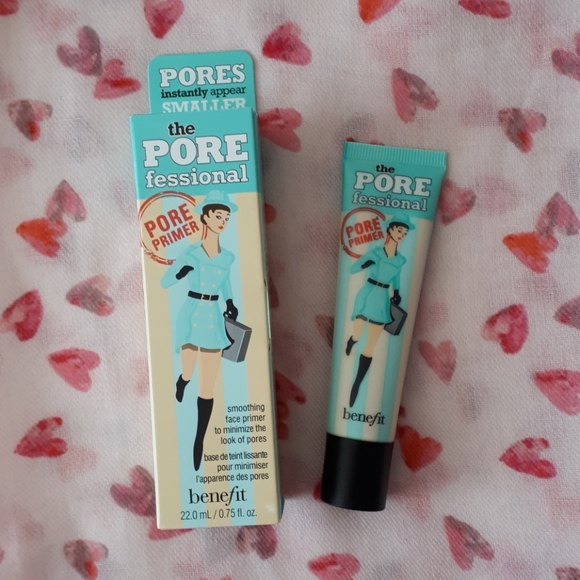 PORES
instantly appear
SMALLER
the
PORE
fessional
PORE
PRIMER
smoothing
face primer
to minimize the
look of pores
base de teint lissante
pour minimiser
l'apparence des pores
benefit
22.0 mL / 0.75 fl. oz.
the
PORE
fessional
PORE
PRIMER
benefit